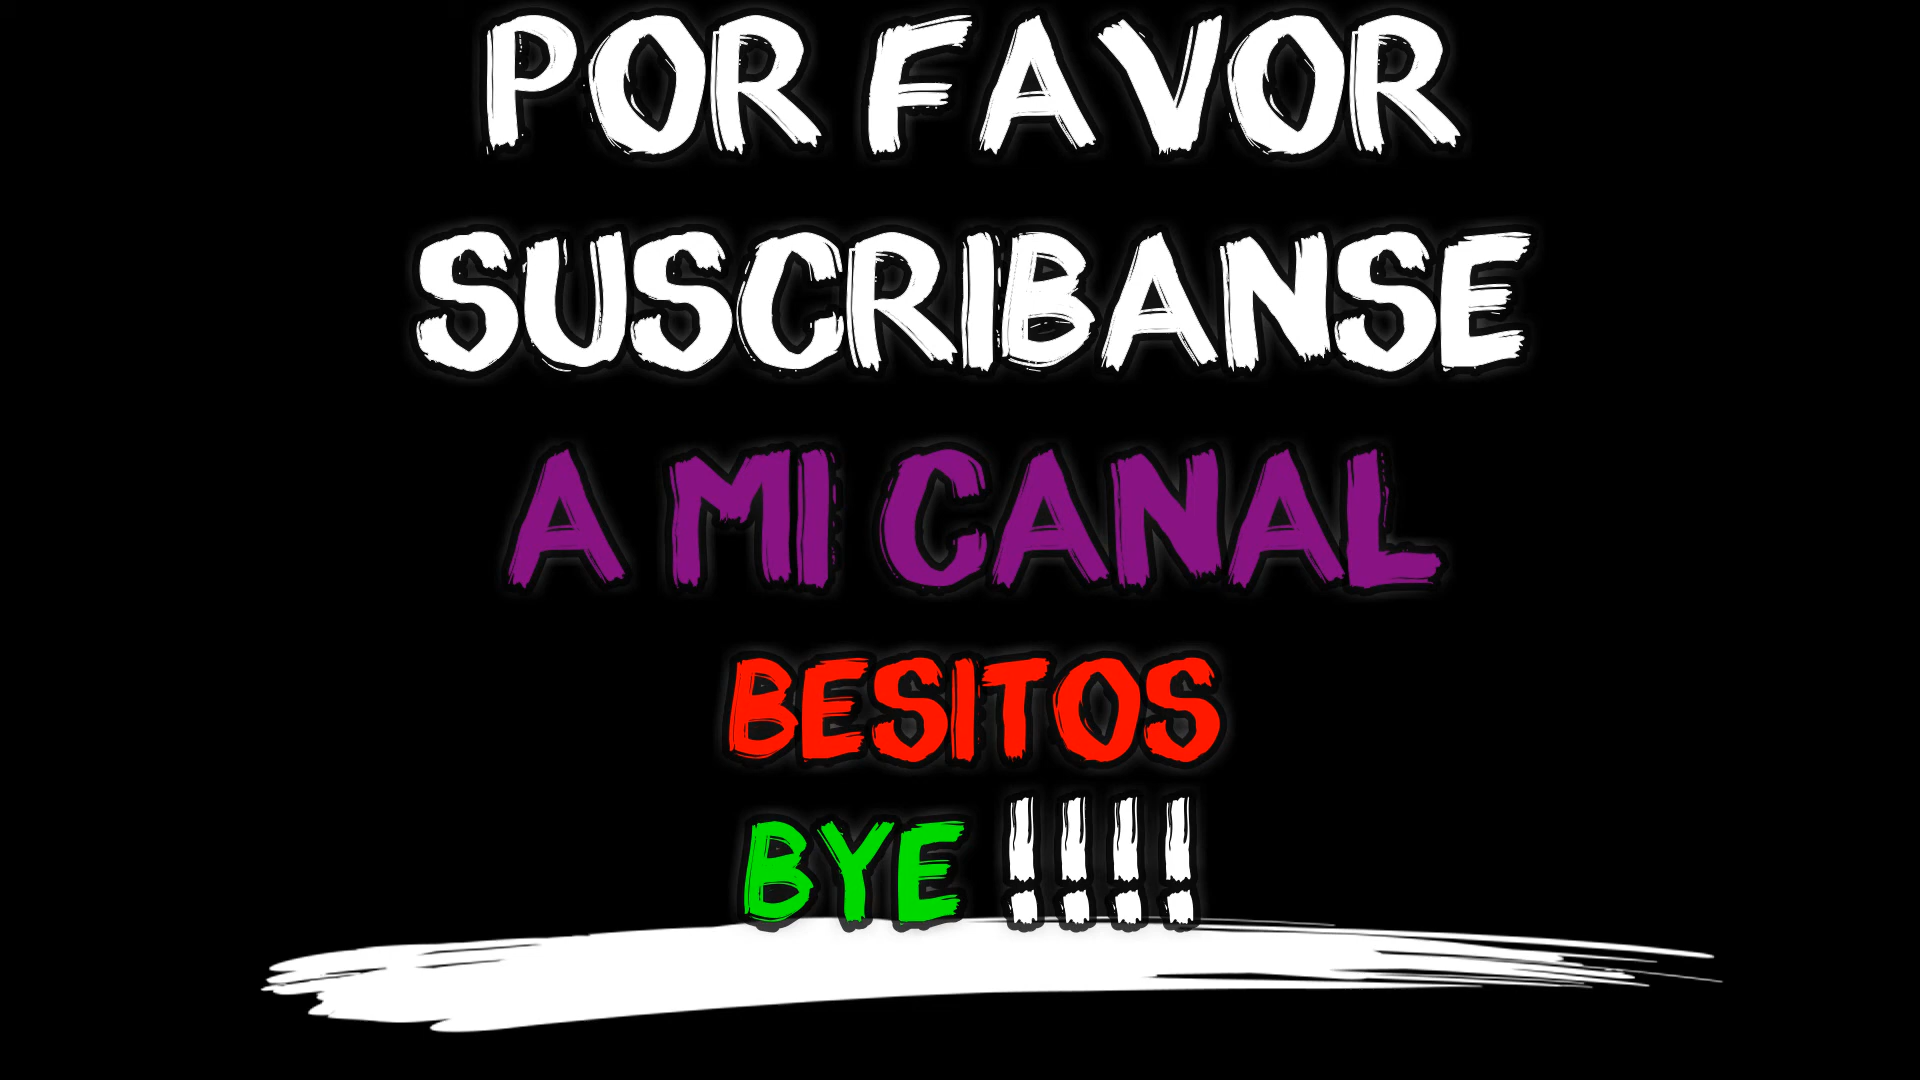 POR FAVOR
SUSCRIBANSE
A MI CANAL
BESITOS
BYE !!!!